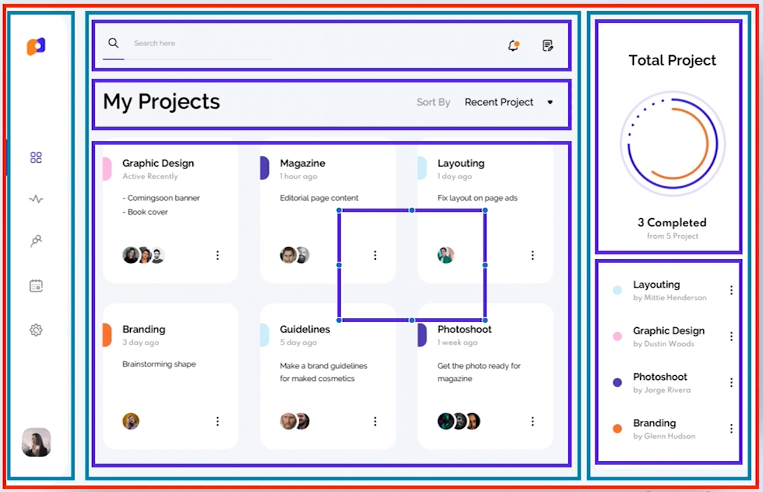 Search here
My Projects
Sort By Recent Project
Graphic Design
Active Recently
- Comingsoon banner
- Book cover
Magazine
1 hour ago
Editorial page content
Layouting
1 day ago
Fix layout on page ads
Branding
3 day ago
Brainstorming shape
Guidelines
5 day ago
Make a brand guidelines
for maked cosmetics
Photoshoot
1 week ago
Get the photo ready for
magazine
Total Project
3 Completed
from 5 Project
Layouting
by Mittie Henderson
Graphic Design
by Dustin Woods
Photoshoot
by Jorge Rivera
Branding
by Glenn Hudson